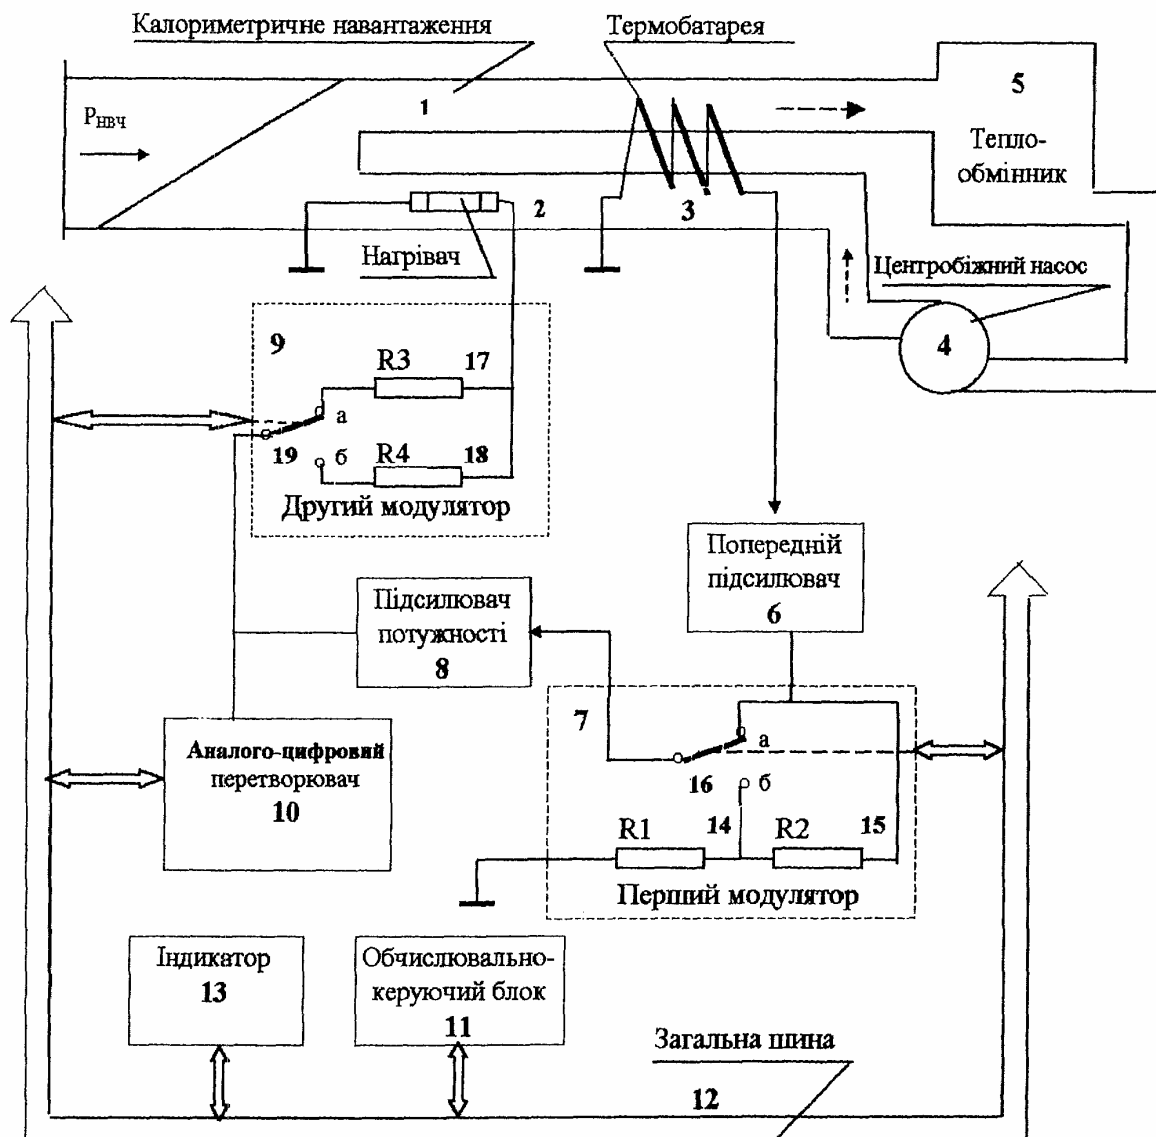 Калориметричне навантаження
Термобатарея
1
5
PНВЧ
Тепло-
обмінник
2
3
Нагрівач
Центробіжний насос
4
9
R3
17
а
19
б
R4
18
Другий модулятор
Попередній
підсилювач
6
Підсилювач
потужності
8
7
а
16
б
Аналого-цифровий
перетворювач
10
R1
14
R2
15
Перший модулятор
Індикатор
13
Обчислювально-
керуючий блок
11
Загальна шина
12